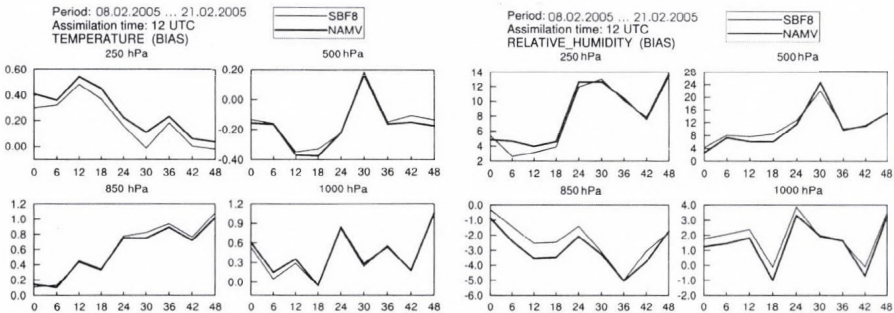 Period: 08.02.2005 ... 21.02.2005
Assimilation time: 12 UTC
TEMPERATURE (BIAS)
SBF8
NAMV
250 hPa
500 hPa
0.60
0.40
0.20
0.00
0 6 12 18 24 30 36 42 48
0.20
0.00
-0.20
-0.40
0 6 12 18 24 30 36 42 48
850 hPa
1000 hPa
1.2
1.0
0.8
0.6
0.4
0.2
0.0
0 6 12 18 24 30 36 42 48
1.2
0.9
0.6
0.3
0.0
0 6 12 18 24 30 36 42 48
Period: 08.02.2005 ... 21.02.2005
Assimilation time: 12 UTC
RELATIVE_HUMIDITY (BIAS)
SBF8
NAMV
250 hPa
500 hPa
14
12
10
8
6
4
2
0 6 12 18 24 30 36 42 48
28
24
20
16
12
8
4
0
0 6 12 18 24 30 36 42 48
850 hPa
1000 hPa
0.0
-1.0
-2.0
-3.0
-4.0
-5.0
-6.0
0 6 12 18 24 30 36 42 48
4.0
3.0
2.0
1.0
0.0
-1.0
-2.0
0 6 12 18 24 30 36 42 48